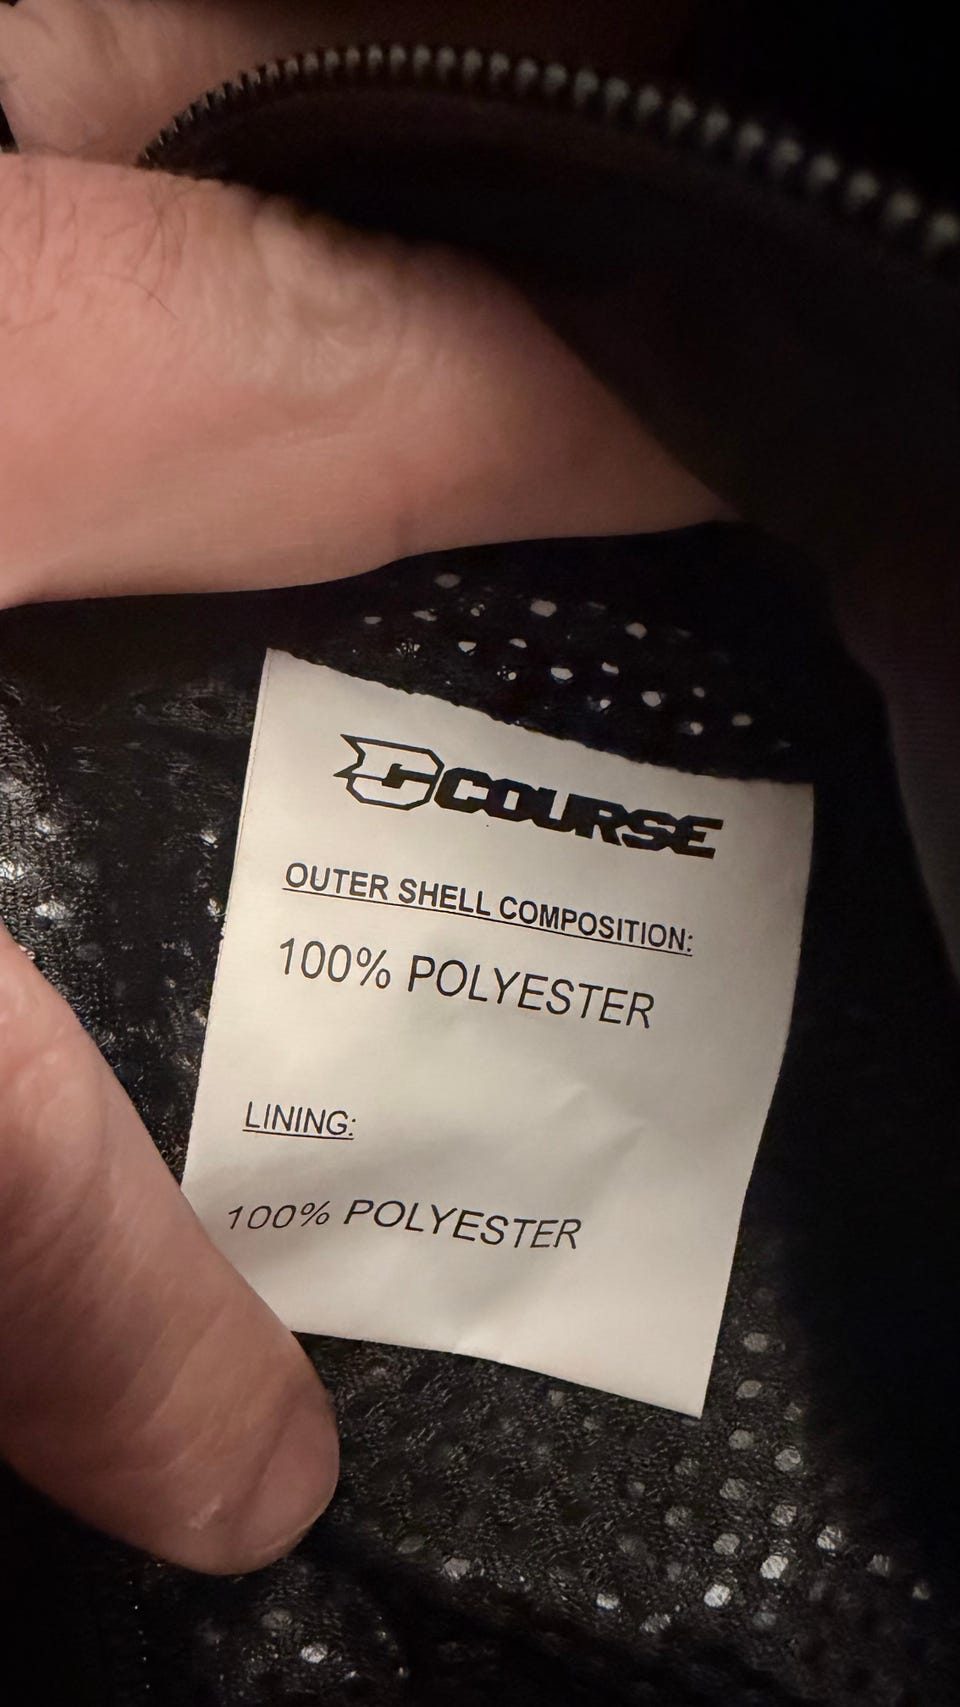 COURSE
OUTER SHELL COMPOSITION:
100% POLYESTER
LINING:
100% POLYESTER